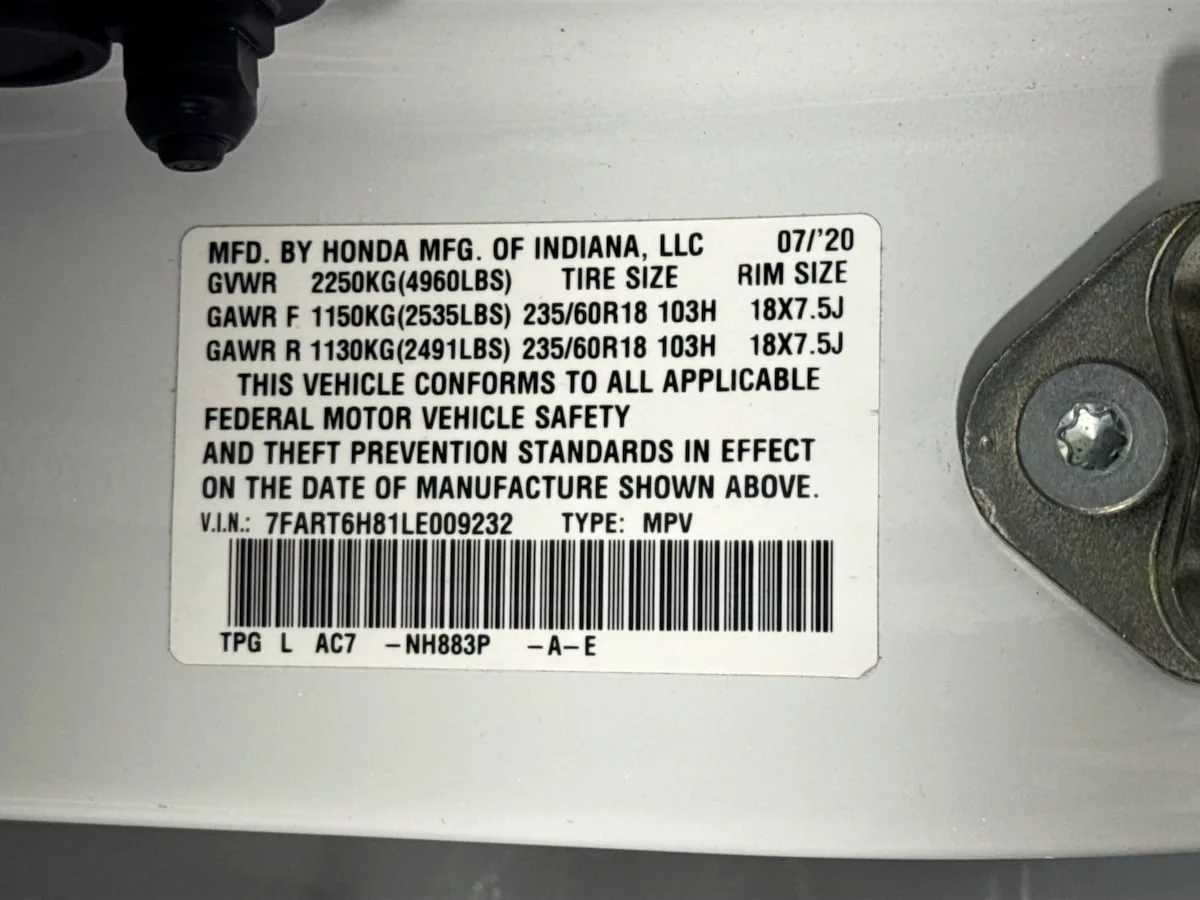 MFD. BY HONDA MFG. OF INDIANA, LLC 07/'20
GVWR 2250KG(4960LBS) TIRE SIZE RIM SIZE
GAWR F 1150KG(2535LBS) 235/60R18 103H 18X7.5J
GAWR R 1130KG(2491LBS) 235/60R18 103H 18X7.5J
THIS VEHICLE CONFORMS TO ALL APPLICABLE
FEDERAL MOTOR VEHICLE SAFETY
AND THEFT PREVENTION STANDARDS IN EFFECT
ON THE DATE OF MANUFACTURE SHOWN ABOVE.
V.I.N.: 7FART6H81LE009232 TYPE: MPV
TPG L AC7 -NH883P -A-E